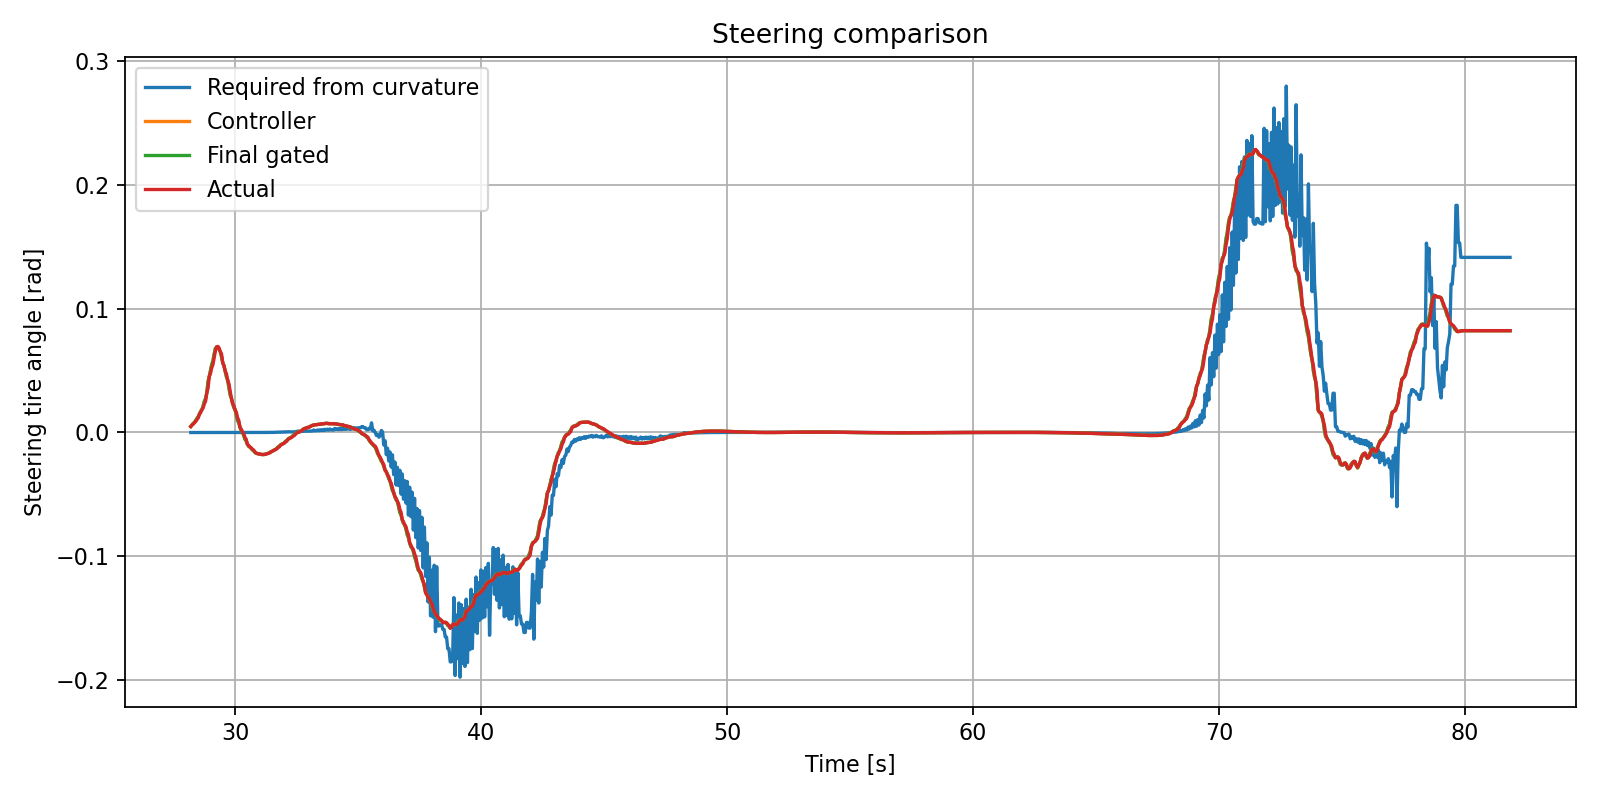 Steering comparison
Required from curvature
Controller
Final gated
Actual
Steering tire angle [rad]
0.3
0.2
0.1
0.0
−0.1
−0.2
30 40 50 60 70 80
Time [s]